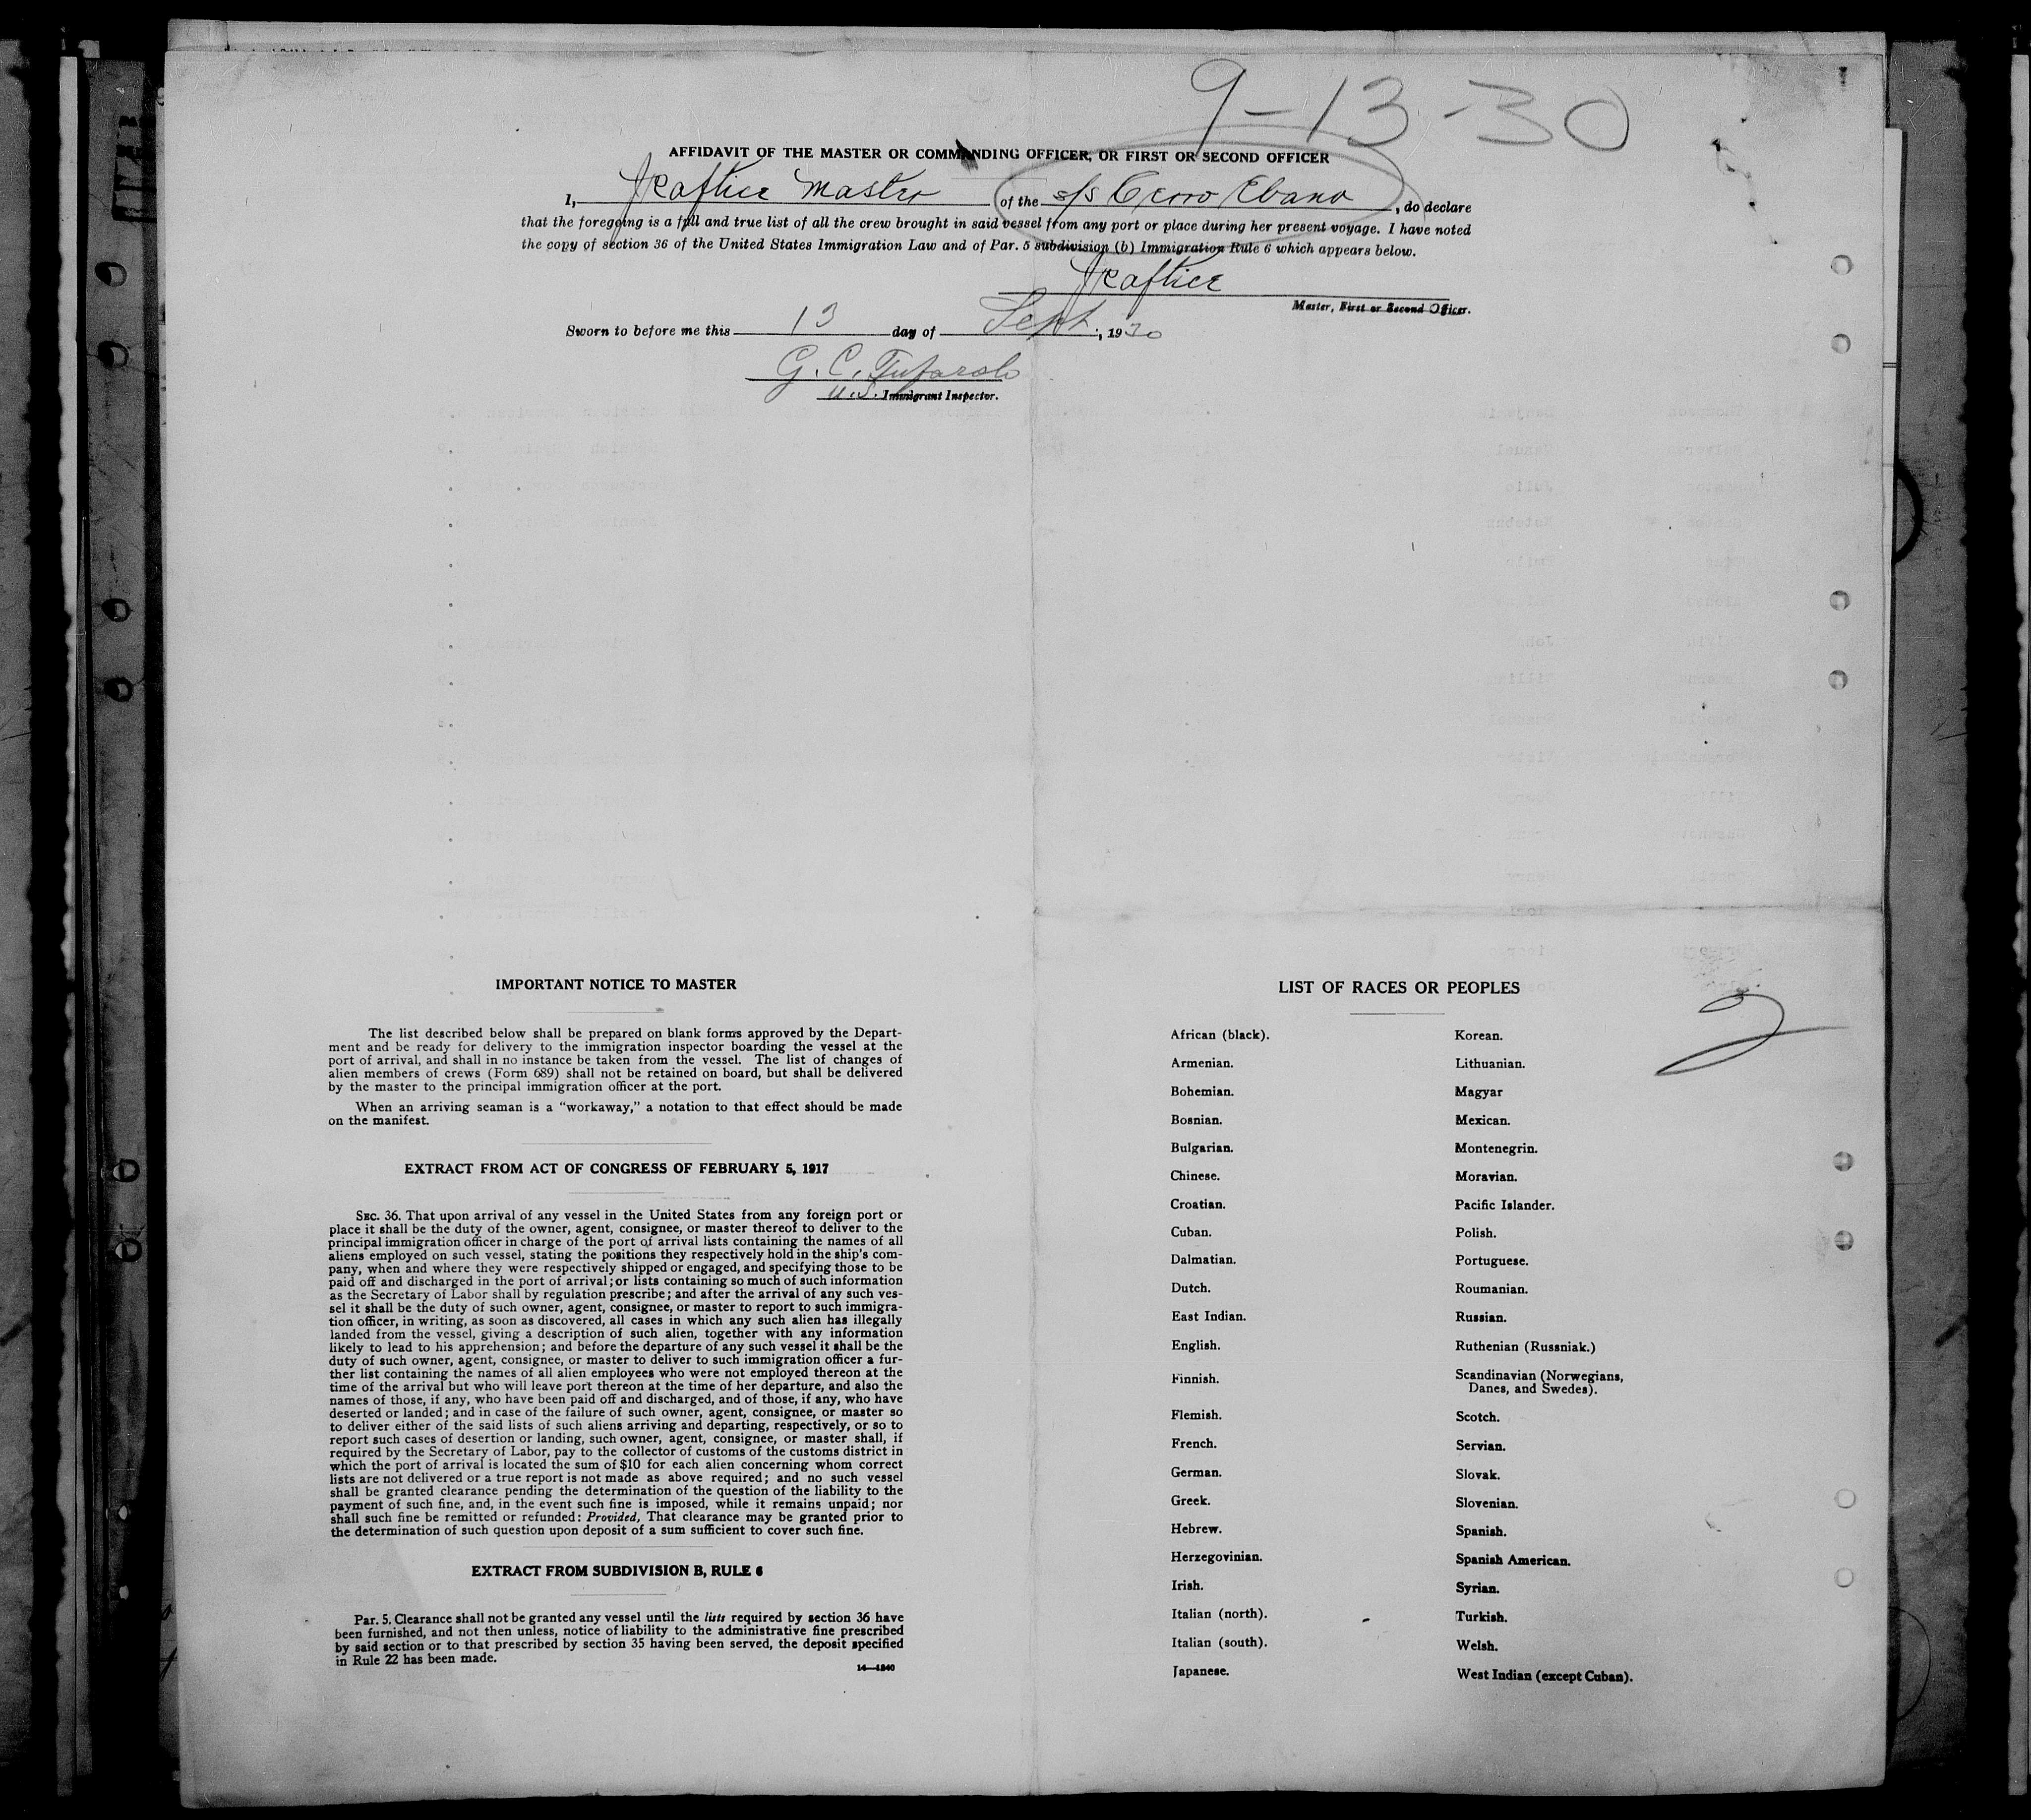 9-13-30
AFFIDAVIT OF THE MASTER OR COMMANDING OFFICER, OR FIRST OR SECOND OFFICER
I, Master of the s/s Cerro Ebano, do declare
that the foregoing is a full and true list of all the crew brought in said vessel from any port or place during her present voyage. I have noted
the copy of section 36 of the United States Immigration Law and of Par. 5 subdivision (b) Immigration Rule 6 which appears below.
Master, First or Second Officer.
Sworn to before me this 13 day of Sept., 1930
G. C.
U.S. Immigrant Inspector.
IMPORTANT NOTICE TO MASTER
The list described below shall be prepared on blank forms approved by the Depart-
ment and be ready for delivery to the immigration inspector boarding the vessel at the
port of arrival, and shall in no instance be taken from the vessel. The list of changes of
alien members of crews (Form 689) shall not be retained on board, but shall be delivered
by the master to the principal immigration officer at the port.
When an arriving seaman is a "workaway," a notation to that effect should be made
on the manifest.
EXTRACT FROM ACT OF CONGRESS OF FEBRUARY 5, 1917
SEC. 36. That upon arrival of any vessel in the United States from any foreign port or
place it shall be the duty of the owner, agent, consignee, or master thereof to deliver to the
principal immigration officer in charge of the port of arrival lists containing the names of all
aliens employed on such vessel, stating the positions they respectively hold in the ship's com-
pany, when and where they were respectively shipped or engaged, and specifying those to be
paid off and discharged in the port of arrival; or lists containing so much of such information
as the Secretary of Labor shall by regulation prescribe; and after the arrival of any such ves-
sel it shall be the duty of such owner, agent, consignee, or master to report to such immigra-
tion officer, in writing, as soon as discovered, all cases in which any such alien has illegally
landed from the vessel, giving a description of such alien, together with any information
likely to lead to his apprehension; and before the departure of any such vessel it shall be the
duty of such owner, agent, consignee, or master to deliver to such immigration officer a fur-
ther list containing the names of all alien employees who were not employed thereon at the
time of the arrival but who will leave port thereon at the time of her departure, and also the
names of those, if any, who have been paid off and discharged, and of those, if any, who have
deserted or landed; and in case of the failure of such owner, agent, consignee, or master so
to deliver either of the said lists of such aliens arriving and departing, respectively, or so to
report such cases of desertion or landing, such owner, agent, consignee, or master shall, if
required by the Secretary of Labor, pay to the collector of customs of the customs district in
which the port of arrival is located the sum of $10 for each alien concerning whom correct
lists are not delivered or a true report is not made as above required; and no such vessel
shall be granted clearance pending the determination of the question of the liability to the
payment of such fine, and, in the event such fine is imposed, while it remains unpaid; nor
shall such fine be remitted or refunded: Provided, That clearance may be granted prior to
the determination of such question upon deposit of a sum sufficient to cover such fine.
EXTRACT FROM SUBDIVISION B, RULE 6
Par. 5. Clearance shall not be granted any vessel until the lists required by section 36 have
been furnished, and not then unless, notice of liability to the administrative fine prescribed
by said section or to that prescribed by section 35 having been served, the deposit specified
in Rule 22 has been made.
14—1240
LIST OF RACES OR PEOPLES
African (black).
Armenian.
Bohemian.
Bosnian.
Bulgarian.
Chinese.
Croatian.
Cuban.
Dalmatian.
Dutch.
East Indian.
English.
Finnish.
Flemish.
French.
German.
Greek.
Hebrew.
Herzegovinian.
Irish.
Italian (north).
Italian (south).
Japanese.
Korean.
Lithuanian.
Magyar
Mexican.
Montenegrin.
Moravian.
Pacific Islander.
Polish.
Portuguese.
Roumanian.
Russian.
Ruthenian (Russniak.)
Scandinavian (Norwegians,
Danes, and Swedes).
Scotch.
Servian.
Slovak.
Slovenian.
Spanish.
Spanish American.
Syrian.
Turkish.
Welsh.
West Indian (except Cuban).